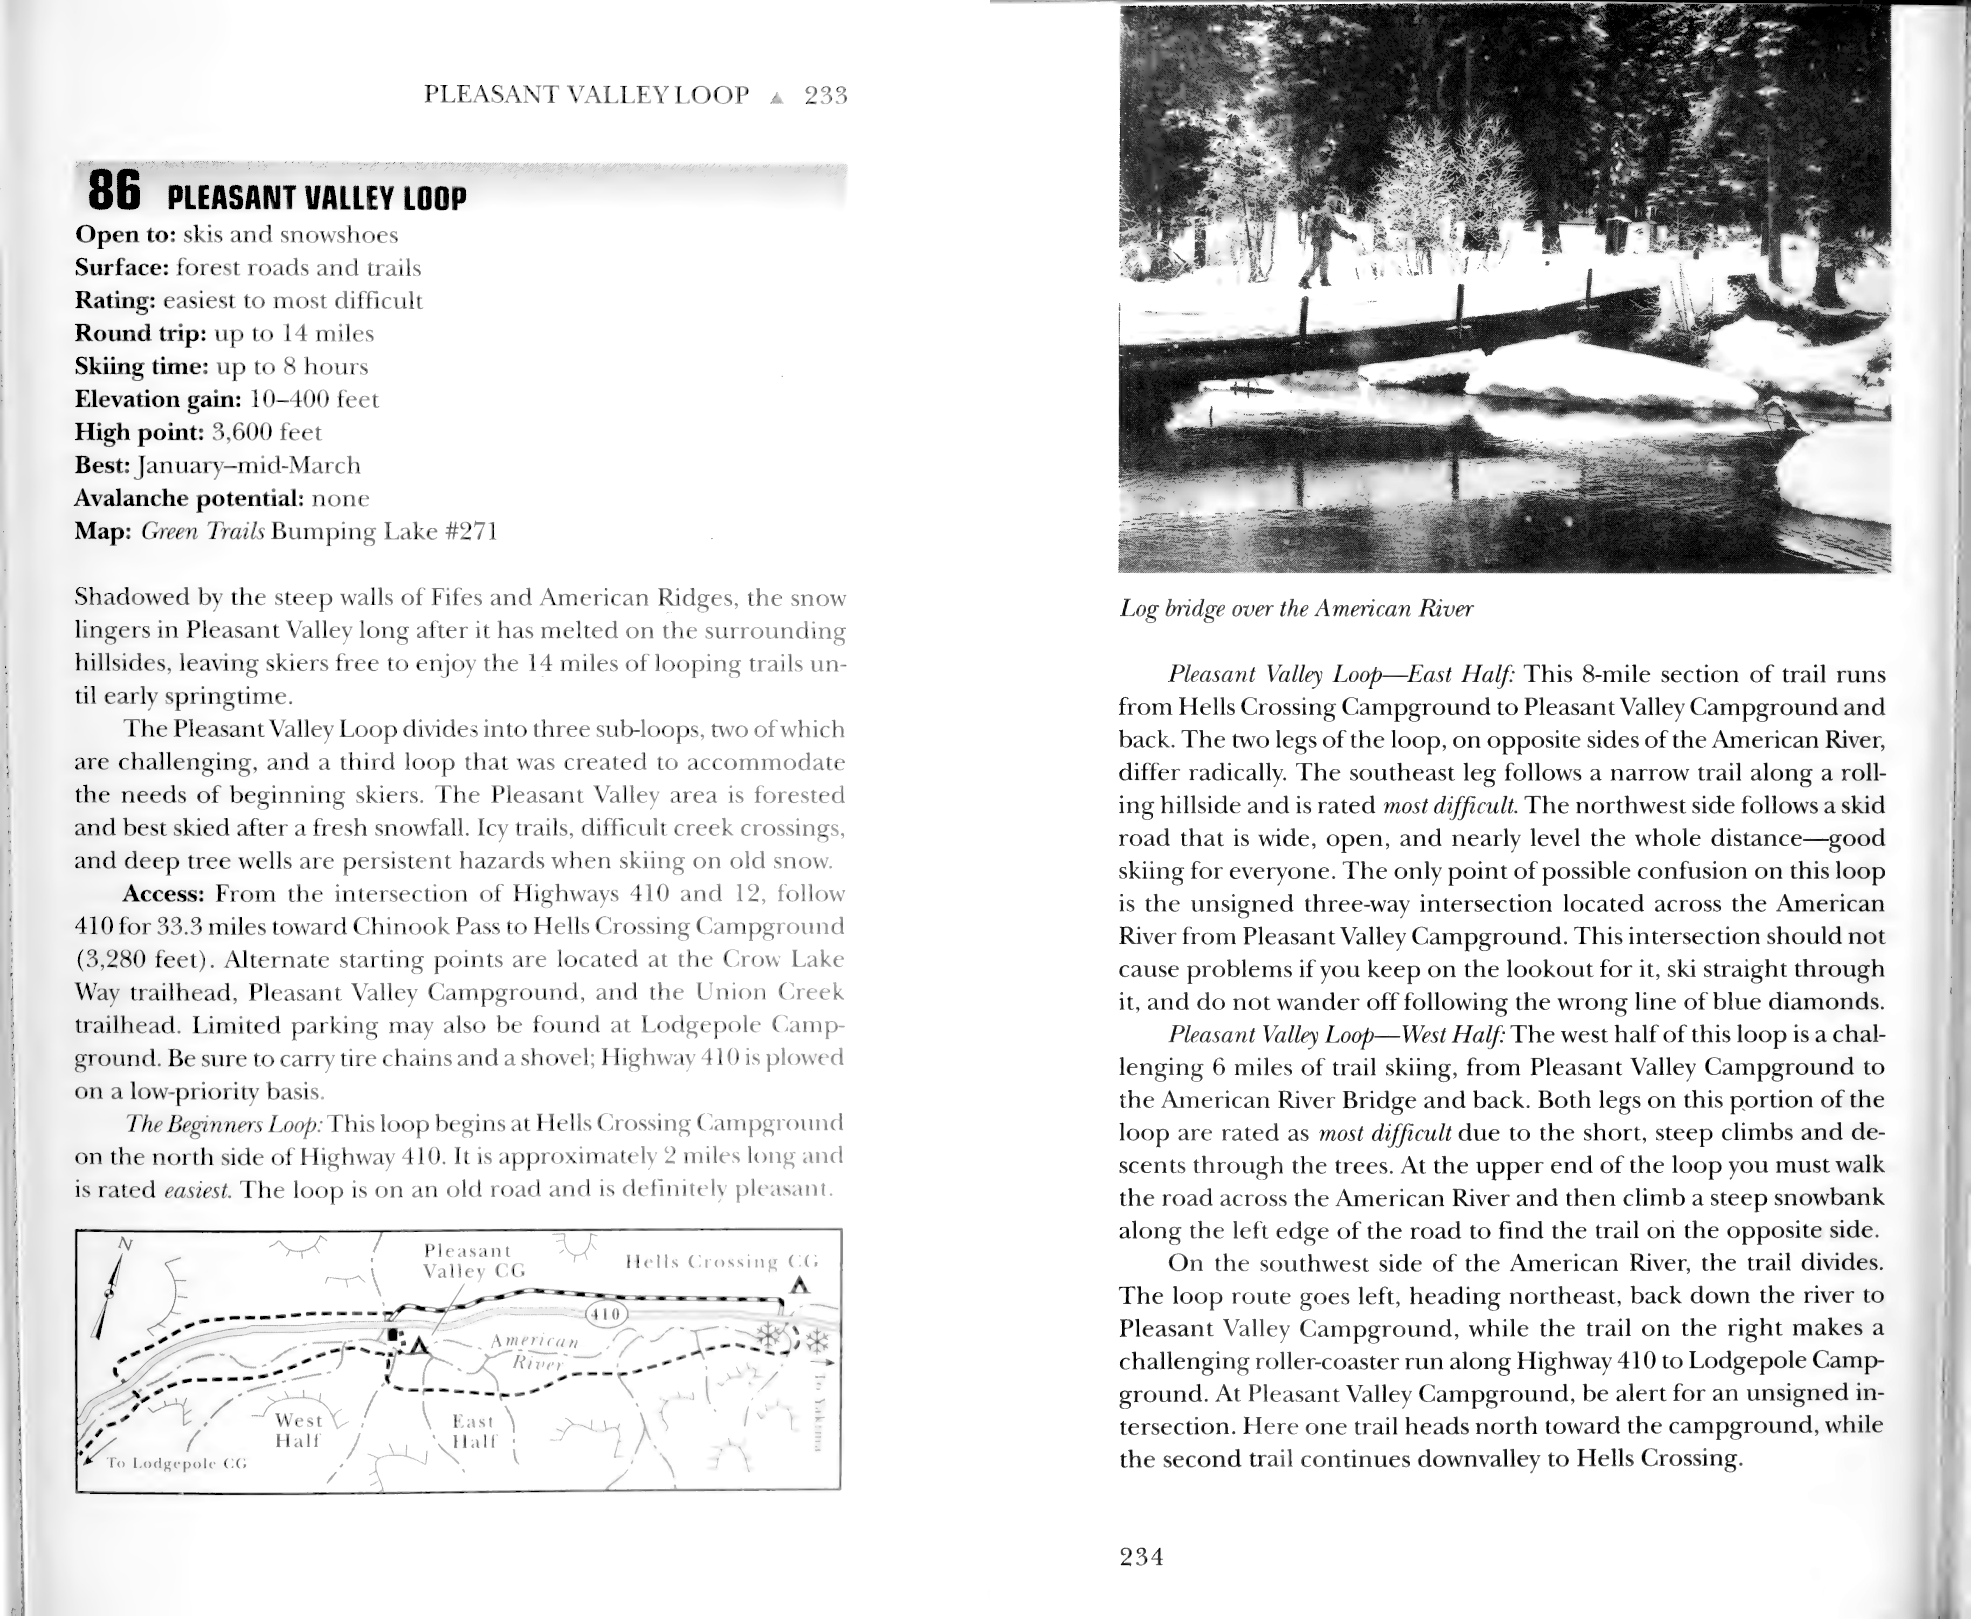 PLEASANT VALLEY LOOP ▲ 233
86 PLEASANT VALLEY LOOP
Open to: skis and snowshoes
Surface: forest roads and trails
Rating: easiest to most difficult
Round trip: up to 14 miles
Skiing time: up to 8 hours
Elevation gain: 10–400 feet
High point: 3,600 feet
Best: January–mid-March
Avalanche potential: none
Map: Green Trails Bumping Lake #271
Shadowed by the steep walls of Fifes and American Ridges, the snow
lingers in Pleasant Valley long after it has melted on the surrounding
hillsides, leaving skiers free to enjoy the 14 miles of looping trails un-
til early springtime.
The Pleasant Valley Loop divides into three sub-loops, two of which
are challenging, and a third loop that was created to accommodate
the needs of beginning skiers. The Pleasant Valley area is forested
and best skied after a fresh snowfall. Icy trails, difficult creek crossings,
and deep tree wells are persistent hazards when skiing on old snow.
Access: From the intersection of Highways 410 and 12, follow
410 for 33.3 miles toward Chinook Pass to Hells Crossing Campground
(3,280 feet). Alternate starting points are located at the Crow Lake
Way trailhead, Pleasant Valley Campground, and the Union Creek
trailhead. Limited parking may also be found at Lodgepole Camp-
ground. Be sure to carry tire chains and a shovel; Highway 410 is plowed
on a low-priority basis.
The Beginners Loop: This loop begins at Hells Crossing Campground
on the north side of Highway 410. It is approximately 2 miles long and
is rated easiest. The loop is on an old road and is definitely pleasant.
N
Pleasant
Valley CG
Hells Crossing CG
410
American
River
West
Half
East
Half
To Lodgepole CG
To Yakima
Log bridge over the American River
Pleasant Valley Loop—East Half: This 8-mile section of trail runs
from Hells Crossing Campground to Pleasant Valley Campground and
back. The two legs of the loop, on opposite sides of the American River,
differ radically. The southeast leg follows a narrow trail along a roll-
ing hillside and is rated most difficult. The northwest side follows a skid
road that is wide, open, and nearly level the whole distance—good
skiing for everyone. The only point of possible confusion on this loop
is the unsigned three-way intersection located across the American
River from Pleasant Valley Campground. This intersection should not
cause problems if you keep on the lookout for it, ski straight through
it, and do not wander off following the wrong line of blue diamonds.
Pleasant Valley Loop—West Half: The west half of this loop is a chal-
lenging 6 miles of trail skiing, from Pleasant Valley Campground to
the American River Bridge and back. Both legs on this portion of the
loop are rated as most difficult due to the short, steep climbs and de-
scents through the trees. At the upper end of the loop you must walk
the road across the American River and then climb a steep snowbank
along the left edge of the road to find the trail on the opposite side.
On the southwest side of the American River, the trail divides.
The loop route goes left, heading northeast, back down the river to
Pleasant Valley Campground, while the trail on the right makes a
challenging roller-coaster run along Highway 410 to Lodgepole Camp-
ground. At Pleasant Valley Campground, be alert for an unsigned in-
tersection. Here one trail heads north toward the campground, while
the second trail continues downvalley to Hells Crossing.
234